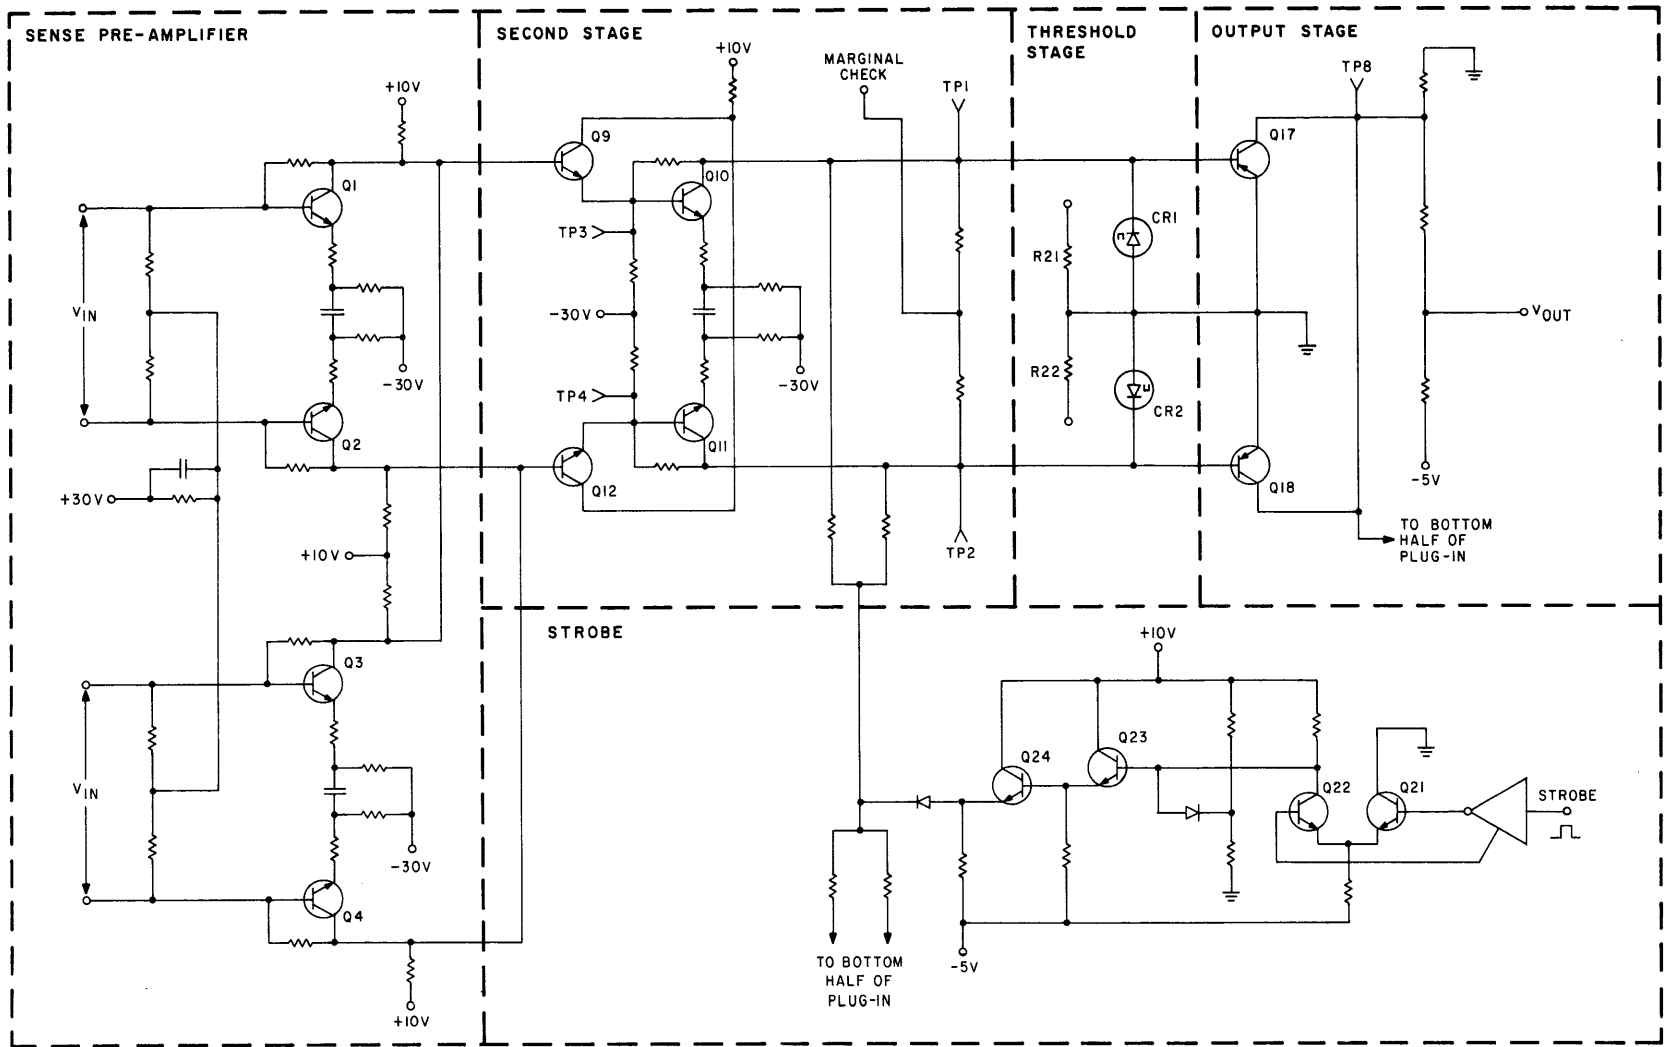 SENSE PRE-AMPLIFIER
SECOND STAGE
THRESHOLD
STAGE
OUTPUT STAGE
+10V
+10V
MARGINAL
CHECK
TP1
TP8
Q9
Q17
Q1
Q10
TP3
CR1
R21
VIN
-30V
VOUT
-30V
R22
TP4
-30V
CR2
Q2
Q11
Q12
Q18
-5V
+30V
TO BOTTOM
HALF OF
PLUG-IN
+10V
TP2
STROBE
+10V
Q3
Q23
Q24
VIN
Q22
Q21
STROBE
-30V
Q4
TO BOTTOM
HALF OF
PLUG-IN
-5V
+10V